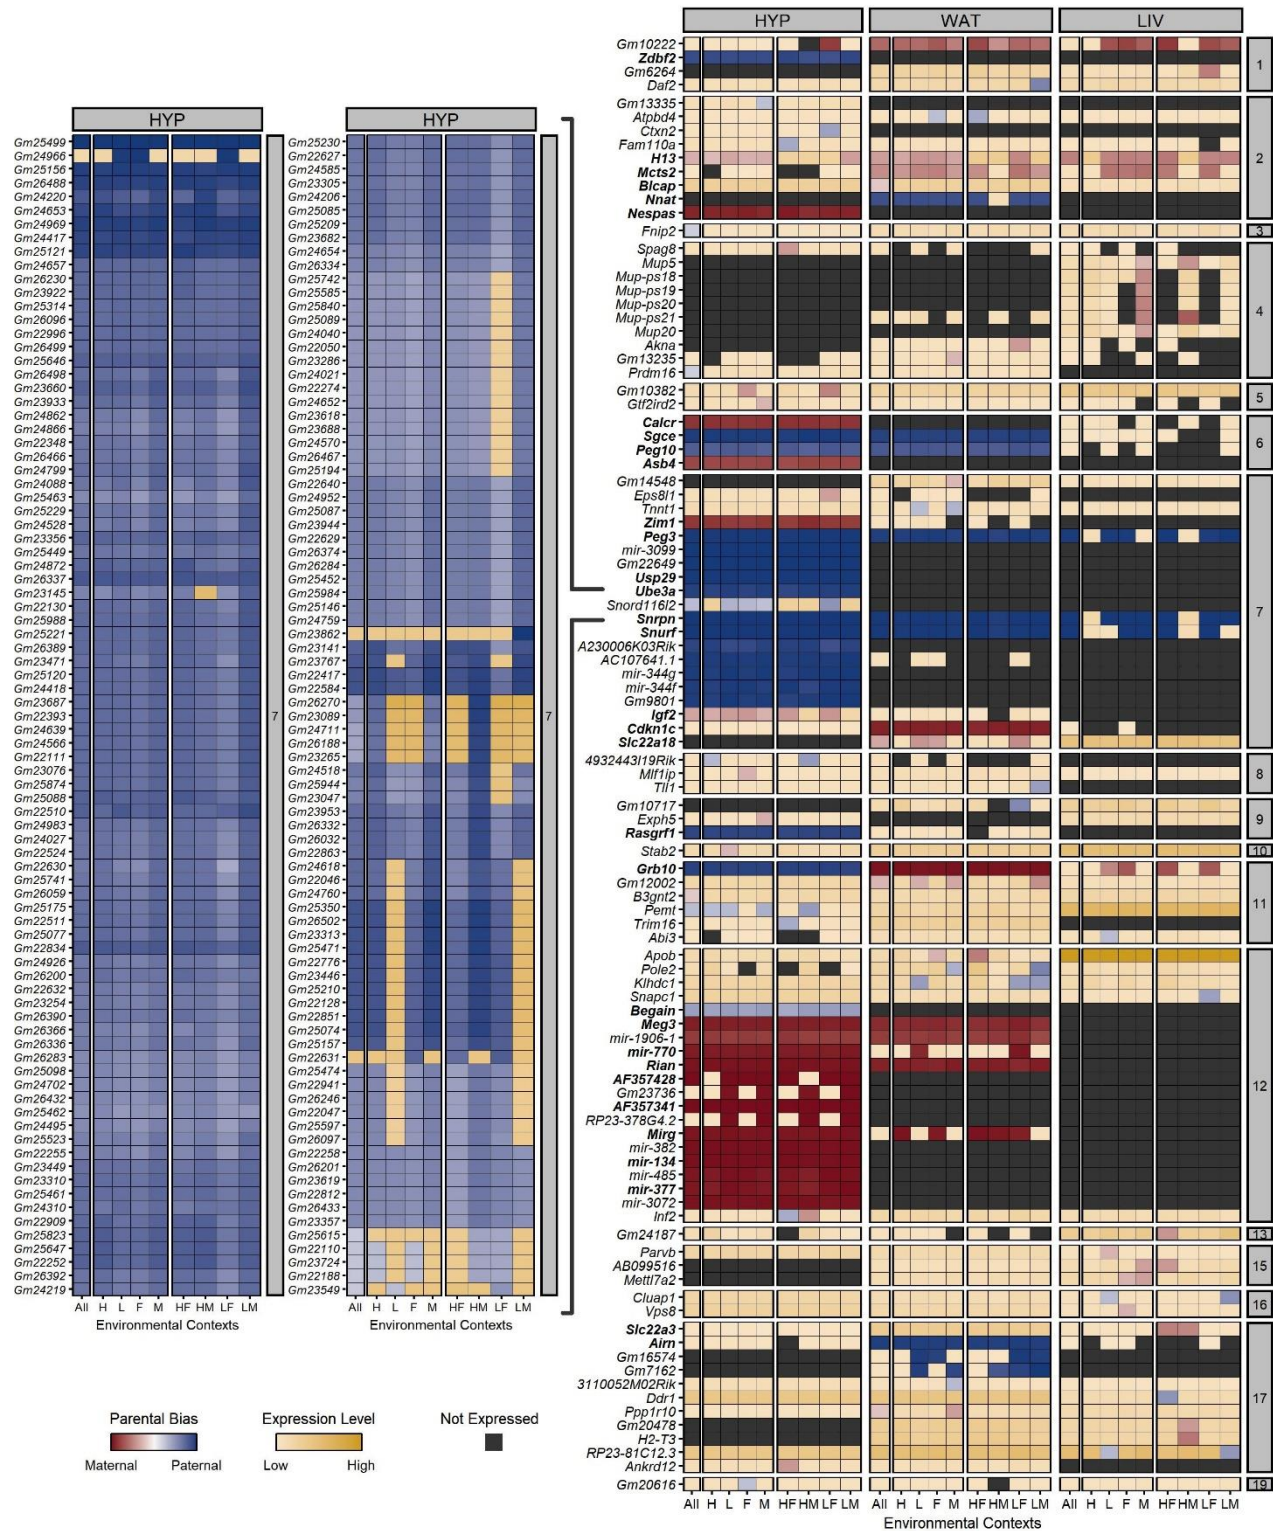 HYP
Gm25499
Gm24966
Gm25156
Gm26488
Gm24220
Gm24653
Gm24969
Gm24417
Gm25121
Gm24657
Gm26230
Gm23922
Gm25314
Gm26096
Gm22996
Gm26499
Gm25646
Gm26498
Gm23660
Gm23933
Gm24862
Gm24866
Gm22348
Gm26466
Gm24799
Gm24088
Gm25463
Gm25229
Gm24528
Gm23356
Gm25449
Gm24872
Gm26337
Gm23145
Gm22130
Gm25988
Gm25221
Gm26389
Gm23471
Gm25120
Gm24418
Gm23687
Gm22393
Gm24639
Gm24566
Gm22111
Gm23076
Gm25874
Gm25088
Gm22510
Gm24983
Gm24027
Gm22524
Gm22630
Gm25741
Gm26059
Gm25175
Gm22511
Gm25077
Gm22834
Gm24926
Gm26200
Gm22632
Gm23254
Gm26390
Gm26366
Gm26336
Gm26283
Gm25098
Gm24702
Gm26432
Gm25462
Gm24495
Gm25523
Gm22255
Gm23449
Gm23310
Gm25461
Gm24310
Gm22909
Gm25823
Gm25647
Gm22252
Gm26392
Gm24219
7
All H L F M HF HM LF LM
Environmental Contexts
HYP
Gm25230
Gm22627
Gm24585
Gm23305
Gm24206
Gm25085
Gm25209
Gm23682
Gm24654
Gm26334
Gm25742
Gm25585
Gm25840
Gm25089
Gm24040
Gm22050
Gm23286
Gm24021
Gm22274
Gm24652
Gm23618
Gm23688
Gm24570
Gm26467
Gm25194
Gm22640
Gm24952
Gm25087
Gm23944
Gm22629
Gm26374
Gm26284
Gm25452
Gm25984
Gm25146
Gm24759
Gm23862
Gm23141
Gm23767
Gm22417
Gm22584
Gm26270
Gm23089
Gm24711
Gm26188
Gm23265
Gm24518
Gm25944
Gm23047
Gm23953
Gm26332
Gm26032
Gm22863
Gm24618
Gm22046
Gm24760
Gm25350
Gm26502
Gm23313
Gm25471
Gm22776
Gm23446
Gm25210
Gm22128
Gm22851
Gm25074
Gm25157
Gm22631
Gm25474
Gm22941
Gm26246
Gm22047
Gm25597
Gm26097
Gm22258
Gm26201
Gm23619
Gm22812
Gm26433
Gm23357
Gm25615
Gm22110
Gm23724
Gm22188
Gm23549
7
All H L F M HF HM LF LM
Environmental Contexts
HYP WAT LIV
Gm10222
Zdbf2
Gm6264
Daf2
1
Gm13335
Atpbd4
Ctxn2
Fam110a
H13
Mcts2
Blcap
Nnat
Nespas
2
Fnip2
3
Spag8
Mup5
Mup-ps18
Mup-ps19
Mup-ps20
Mup-ps21
Mup20
Akna
Gm13235
Prdm16
4
Gm10382
Gtf2ird2
5
Calcr
Sgce
Peg10
Asb4
6
Gm14548
Eps8l1
Tnnt1
Zim1
Peg3
mir-3099
Gm22649
Usp29
Ube3a
Snord116l2
Snrpn
Snurf
A230006K03Rik
AC107641.1
mir-344g
mir-344f
Gm9801
Igf2
Cdkn1c
Slc22a18
7
4932443I19Rik
Mlf1ip
Tll1
8
Gm10717
Exph5
Rasgrf1
9
Stab2
10
Grb10
Gm12002
B3gnt2
Pemt
Trim16
Abi3
11
Apob
Pole2
Klhdc1
Snapc1
Begain
Meg3
mir-1906-1
mir-770
Rian
AF357428
Gm23736
AF357341
RP23-378G4.2
Mirg
mir-382
mir-134
mir-485
mir-377
mir-3072
Inf2
12
Gm24187
13
Parvb
AB099516
Mettl7a2
15
Cluap1
Vps8
16
Slc22a3
Airn
Gm16574
Gm7162
3110052M02Rik
Ddr1
Ppp1r10
Gm20478
H2-T3
RP23-81C12.3
Ankrd12
17
Gm20616
19
All H L F M HF HM LF LM All H L F M HF HM LF LM All H L F M HF HM LF LM
Environmental Contexts
Parental Bias
Maternal Paternal
Expression Level
Low High
Not Expressed